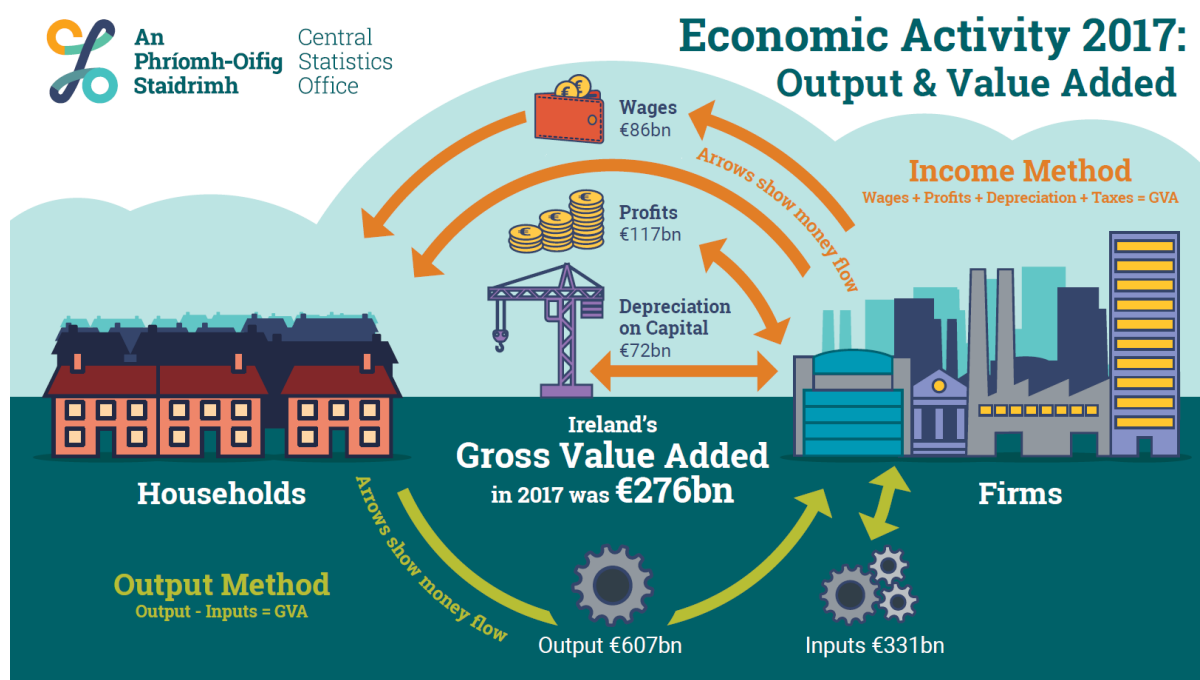 An
Phríomh-Oifig
Staidrimh
Central
Statistics
Office
Economic Activity 2017:
Output & Value Added
Wages
€86bn
Arrows show money flow
Income Method
Wages + Profits + Depreciation + Taxes = GVA
Profits
€117bn
Depreciation
on Capital
€72bn
Ireland's
Gross Value Added
in 2017 was €276bn
Households
Firms
Arrows show money flow
Output Method
Output - Inputs = GVA
Output €607bn
Inputs €331bn